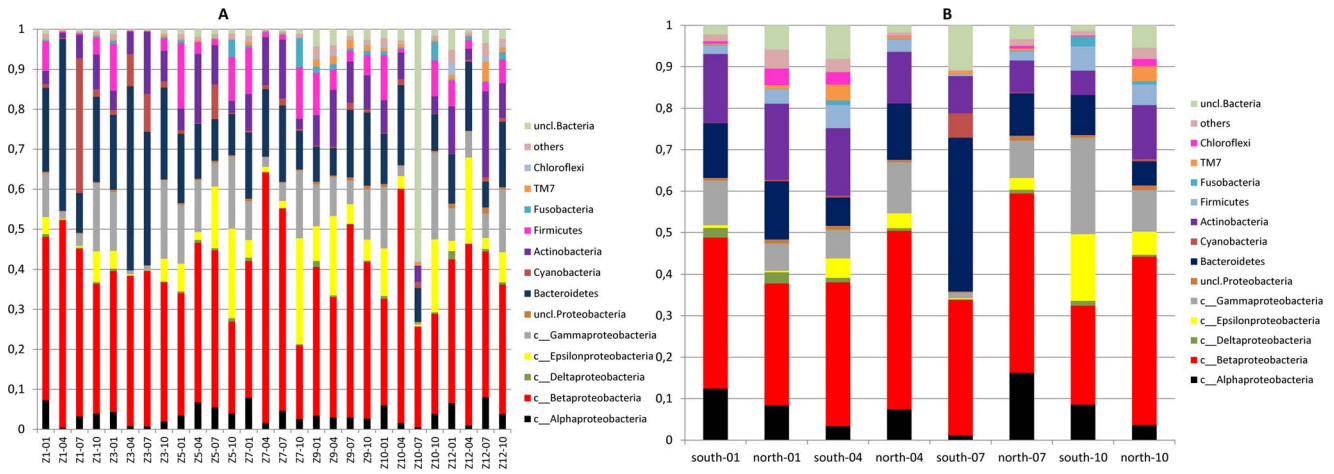 A
1
0,9
0,8
0,7
0,6
0,5
0,4
0,3
0,2
0,1
0
Z1-01
Z1-04
Z1-07
Z1-10
Z3-01
Z3-04
Z3-07
Z3-10
Z5-01
Z5-04
Z5-07
Z5-10
Z7-01
Z7-04
Z7-07
Z7-10
Z9-01
Z9-04
Z9-07
Z9-10
Z10-01
Z10-04
Z10-07
Z10-10
Z12-01
Z12-04
Z12-07
Z12-10
uncl.Bacteria
others
Chloroflexi
TM7
Fusobacteria
Firmicutes
Actinobacteria
Cyanobacteria
Bacteroidetes
uncl.Proteobacteria
c__Gammaproteobacteria
c__Epsilonproteobacteria
c__Deltaproteobacteria
c__Betaproteobacteria
c__Alphaproteobacteria
B
1
0,9
0,8
0,7
0,6
0,5
0,4
0,3
0,2
0,1
0
south-01
north-01
south-04
north-04
south-07
north-07
south-10
north-10
uncl.Bacteria
others
Chloroflexi
TM7
Fusobacteria
Firmicutes
Actinobacteria
Cyanobacteria
Bacteroidetes
uncl.Proteobacteria
c__Gammaproteobacteria
c__Epsilonproteobacteria
c__Deltaproteobacteria
c__Betaproteobacteria
c__Alphaproteobacteria